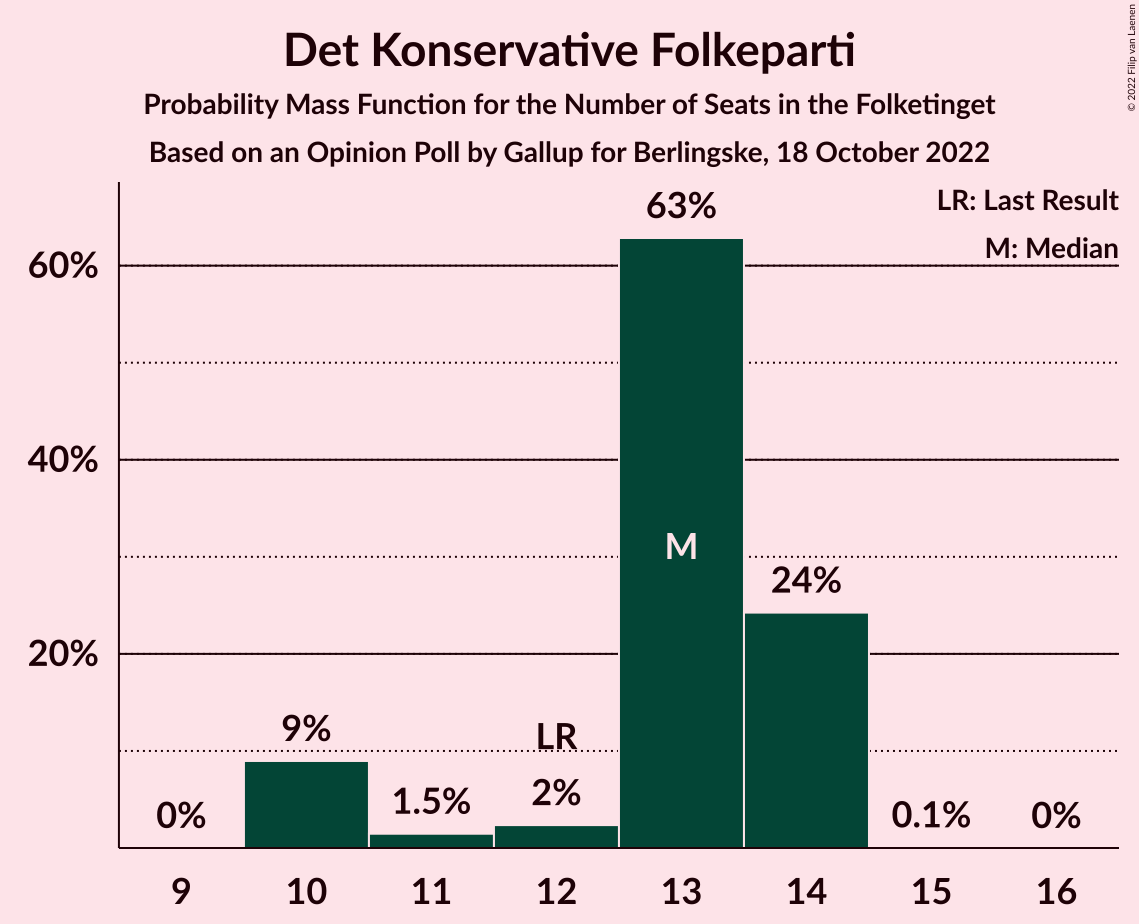 Det Konservative Folkeparti
Probability Mass Function for the Number of Seats in the Folketinget
Based on an Opinion Poll by Gallup for Berlingske, 18 October 2022
© 2022 Filip van Laenen
LR: Last Result
M: Median
63%
60%
40%
M
24%
20%
9%
LR
0%
1.5%
2%
0.1%
0%
9 10 11 12 13 14 15 16